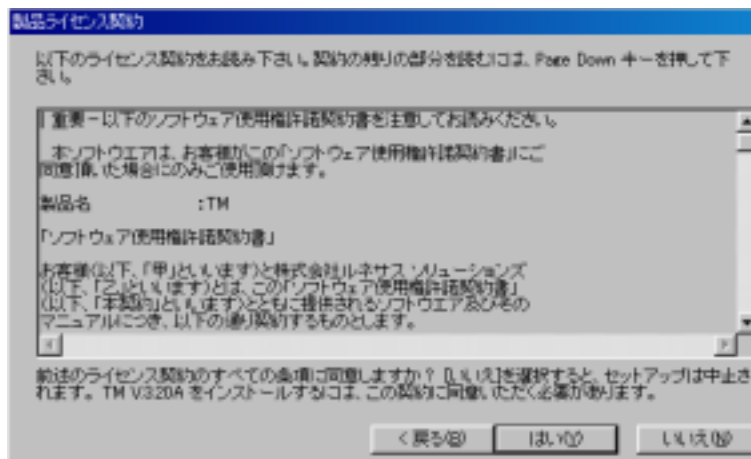 製品ライセンス契約
以下のライセンス契約をお読み下さい。契約の残りの部分を読むには、Page Down キーを押して下
さい。
重要－以下のソフトウェア使用権許諾契約書を注意してお読みください。
本ソフトウエアは、お客様がこの「ソフトウェア使用権許諾契約書」にご
同意頂いた場合にのみご使用頂けます。
製品名 :TM
「ソフトウェア使用権許諾契約書」
お客様(以下、「甲」といいます)と株式会社ルネサス ソリューションズ
(以下、「乙」といいます)とは、この「ソフトウェア使用権許諾契約書」
(以下、「本契約」といいます)とともに提供されるソフトウエア及びその
マニュアルにつき、以下の通り契約するものとします。
前述のライセンス契約のすべての条項に同意しますか？ [いいえ]を選択すると、セットアップは中止さ
れます。TM V.3.20A をインストールするには、この契約に同意いただく必要があります。
< 戻る(B)
はい(Y)
いいえ(N)